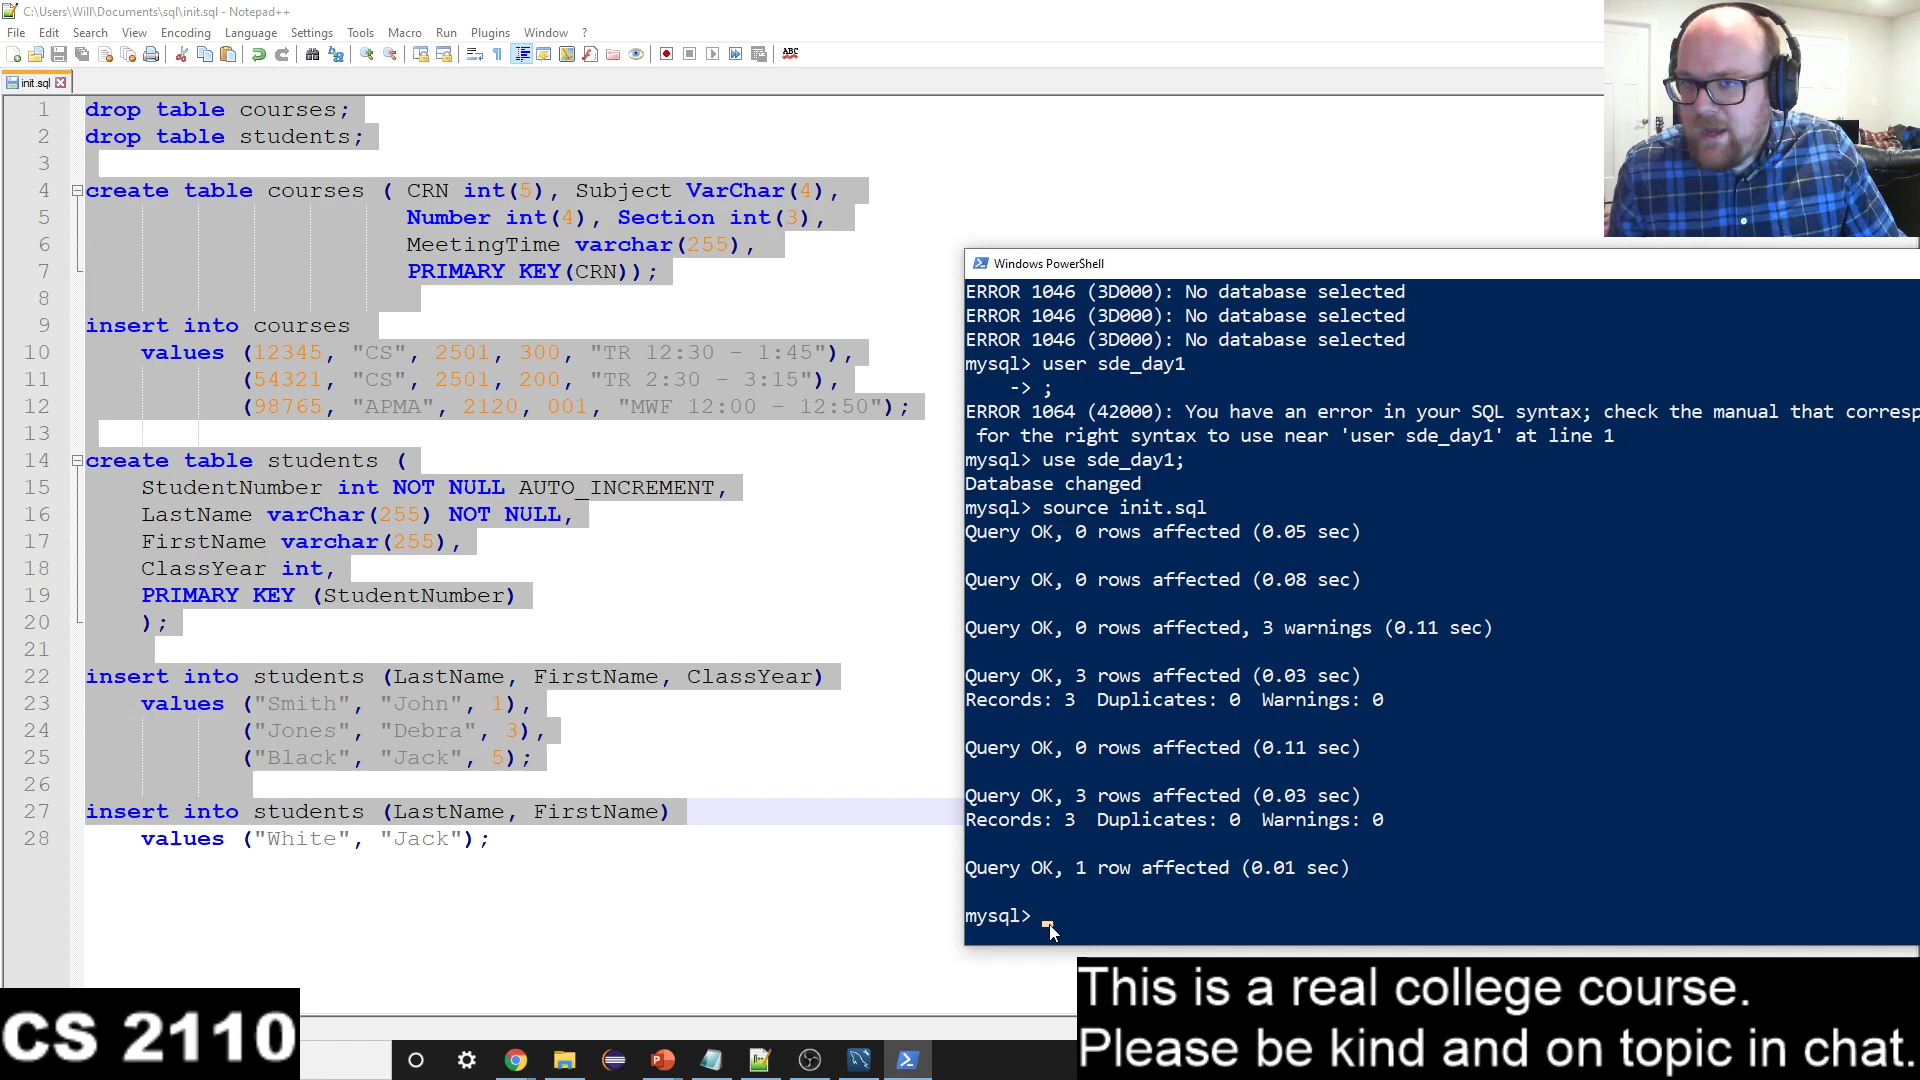 C:\Users\Will\Documents\sql\init.sql - Notepad++
File Edit Search View Encoding Language Settings Tools Macro Run Plugins Window ?
init.sql
1 drop table courses;
2 drop table students;
3
4 create table courses ( CRN int(5), Subject VarChar(4),
5 Number int(4), Section int(3),
6 MeetingTime varchar(255),
7 PRIMARY KEY(CRN));
8
9 insert into courses
10 values (12345, "CS", 2501, 300, "TR 12:30 - 1:45"),
11 (54321, "CS", 2501, 200, "TR 2:30 - 3:15"),
12 (98765, "APMA", 2120, 001, "MWF 12:00 - 12:50");
13
14 create table students (
15 StudentNumber int NOT NULL AUTO_INCREMENT,
16 LastName varChar(255) NOT NULL,
17 FirstName varchar(255),
18 ClassYear int,
19 PRIMARY KEY (StudentNumber)
20 );
21
22 insert into students (LastName, FirstName, ClassYear)
23 values ("Smith", "John", 1),
24 ("Jones", "Debra", 3),
25 ("Black", "Jack", 5);
26
27 insert into students (LastName, FirstName)
28 values ("White", "Jack");
Windows PowerShell
ERROR 1046 (3D000): No database selected
ERROR 1046 (3D000): No database selected
ERROR 1046 (3D000): No database selected
mysql> user sde_day1
-> ;
ERROR 1064 (42000): You have an error in your SQL syntax; check the manual that corresp
for the right syntax to use near 'user sde_day1' at line 1
mysql> use sde_day1;
Database changed
mysql> source init.sql
Query OK, 0 rows affected (0.05 sec)
Query OK, 0 rows affected (0.08 sec)
Query OK, 0 rows affected, 3 warnings (0.11 sec)
Query OK, 3 rows affected (0.03 sec)
Records: 3  Duplicates: 0  Warnings: 0
Query OK, 0 rows affected (0.11 sec)
Query OK, 3 rows affected (0.03 sec)
Records: 3  Duplicates: 0  Warnings: 0
Query OK, 1 row affected (0.01 sec)
mysql>
CS 2110
This is a real college course.
Please be kind and on topic in chat.